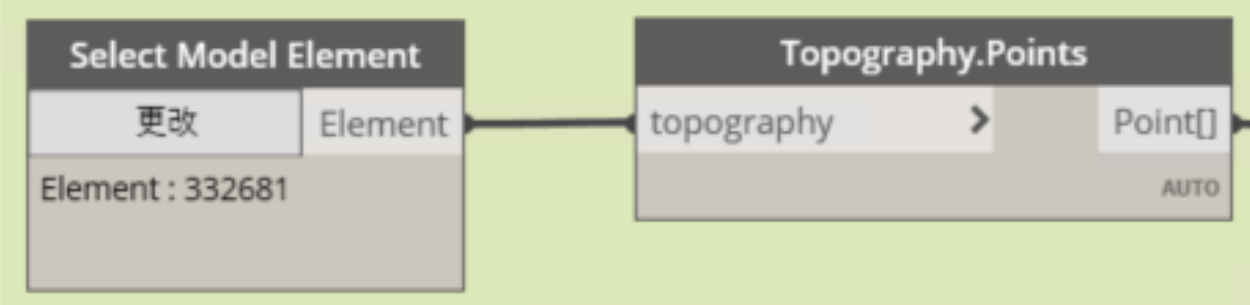 Select Model Element
更改
Element
Element : 332681
Topography.Points
topography
Point[]
AUTO